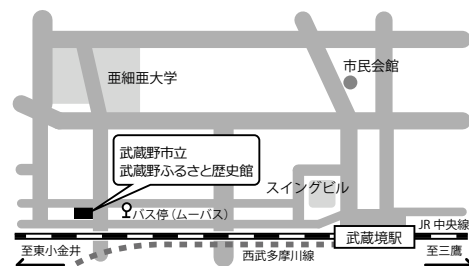 亜細亜大学
市民会館
武蔵野市立
武蔵野ふるさと歴史館
スイングビル
バス停（ムーバス）
JR 中央線
武蔵境駅
至東小金井
西武多摩川線
至三鷹